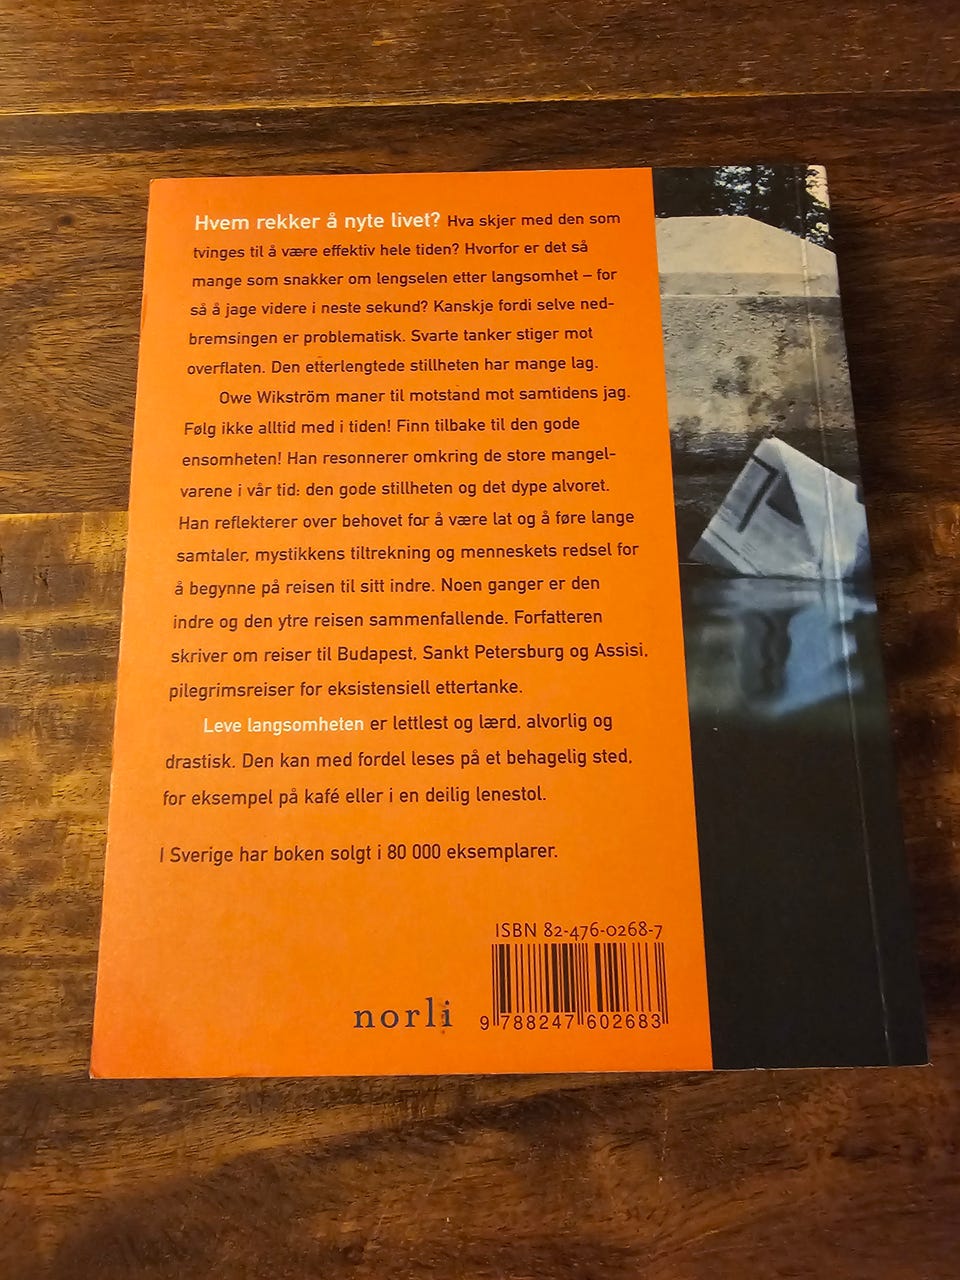 Hvem rekker å nyte livet? Hva skjer med den som
tvinges til å være effektiv hele tiden? Hvorfor er det så
mange som snakker om lengselen etter langsomhet – for
så å jage videre i neste sekund? Kanskje fordi selve ned-
bremsingen er problematisk. Svarte tanker stiger mot
overflaten. Den etterlengtede stillheten har mange lag.
Owe Wikström maner til motstand mot samtidens jag.
Følg ikke alltid med i tiden! Finn tilbake til den gode
ensomheten! Han resonnerer omkring de store mangel-
varene i vår tid: den gode stillheten og det dype alvoret.
Han reflekterer over behovet for å være lat og å føre lange
samtaler, mystikkens tiltrekning og menneskets redsel for
å begynne på reisen til sitt indre. Noen ganger er den
indre og den ytre reisen sammenfallende. Forfatteren
skriver om reiser til Budapest, Sankt Petersburg og Assisi,
pilegrimsreiser for eksistensiell ettertanke.
Leve langsomheten er lettlest og lærd, alvorlig og
drastisk. Den kan med fordel leses på et behagelig sted,
for eksempel på kafé eller i en deilig lenestol.
I Sverige har boken solgt i 80 000 eksemplarer.
ISBN 82-476-0268-7
norli
9 788247 602683